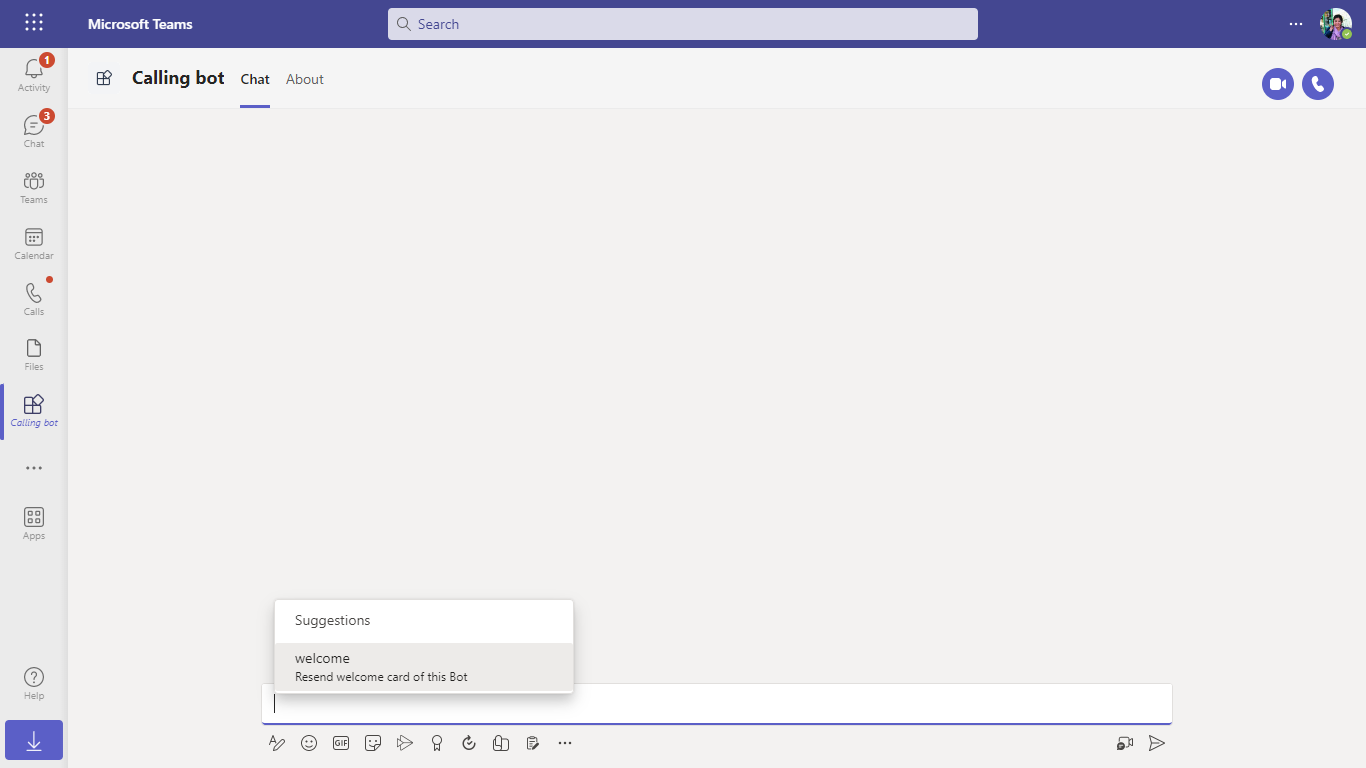 Microsoft Teams
Search
1
Activity
3
Chat
Teams
Calendar
Calls
Files
Calling bot
Apps
Help
Calling bot
Chat
About
Suggestions
welcome
Resend welcome card of this Bot
GIF